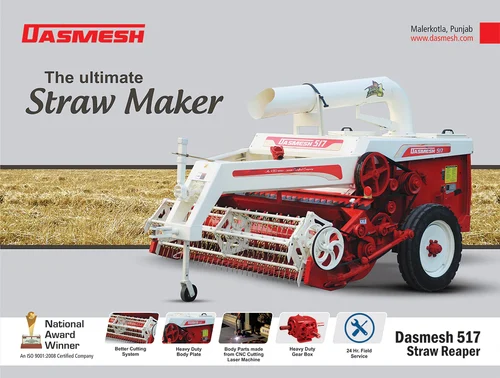 DASMESH
Malerkotla, Punjab
www.dasmesh.com
The ultimate
Straw Maker
DASMESH 517
DASMESH 517
National
Award
Winner
An ISO 9001:2008 Certified Company
Better Cutting
System
Heavy Duty
Body Plate
Body Parts made
from CNC Cutting
Laser Machine
Heavy Duty
Gear Box
24 Hr. Field
Service
Dasmesh 517
Straw Reaper